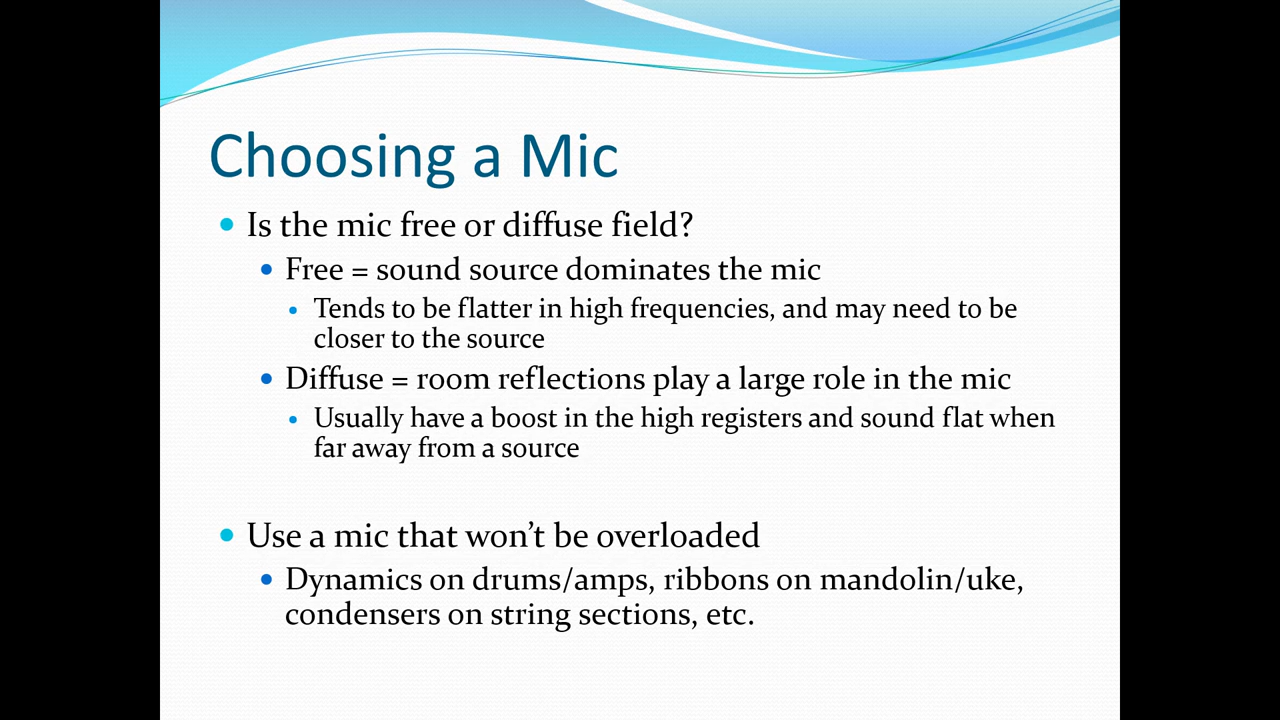 Choosing a Mic
Is the mic free or diffuse field?
Free = sound source dominates the mic
Tends to be flatter in high frequencies, and may need to be
closer to the source
Diffuse = room reflections play a large role in the mic
Usually have a boost in the high registers and sound flat when
far away from a source
Use a mic that won’t be overloaded
Dynamics on drums/amps, ribbons on mandolin/uke,
condensers on string sections, etc.